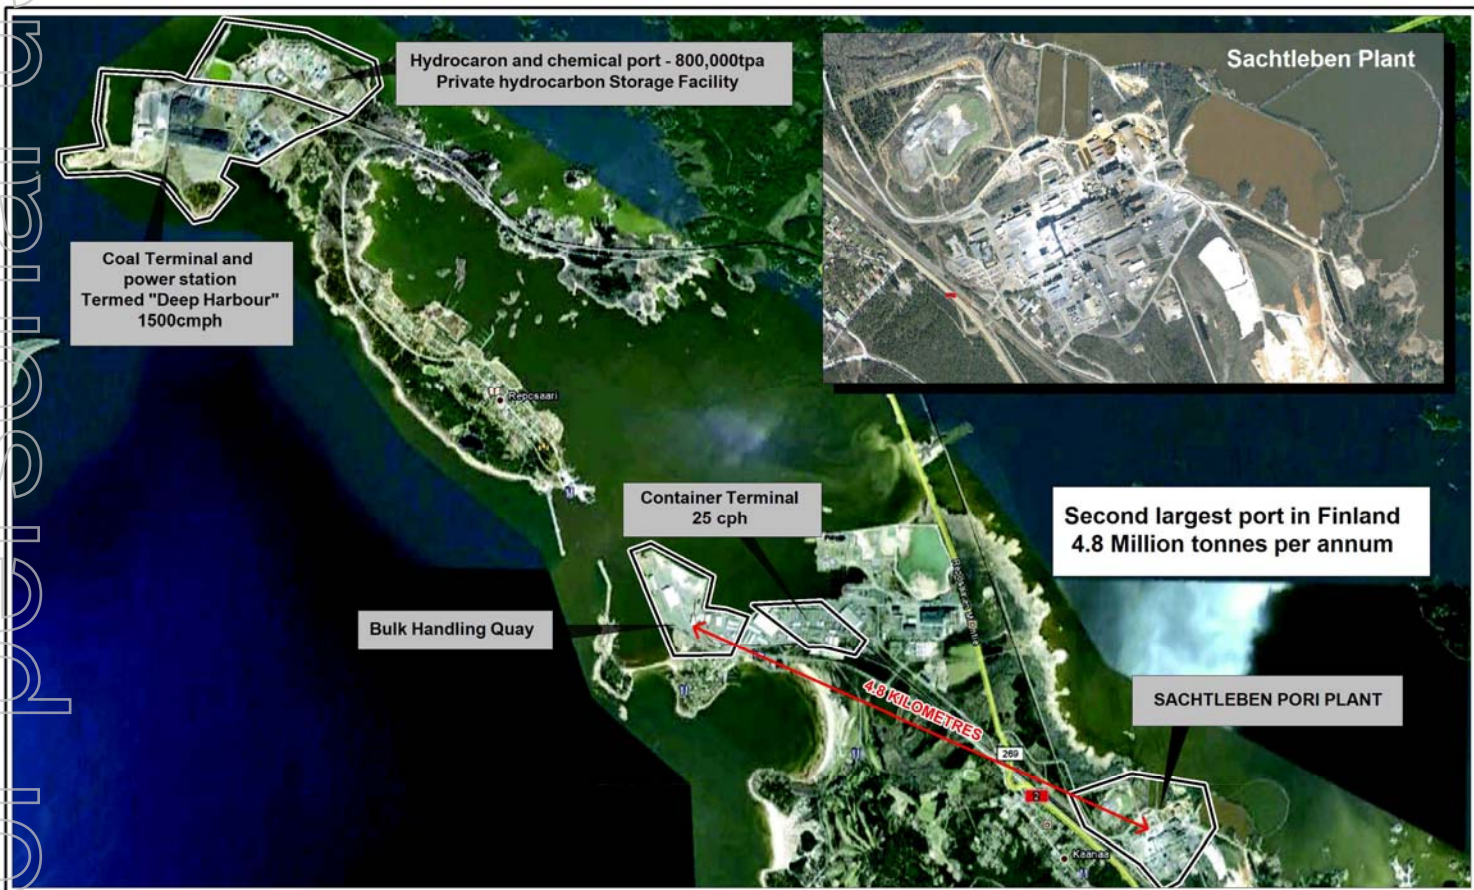 Hydrocaron and chemical port - 800,000tpa
Private hydrocarbon Storage Facility
Sachtleben Plant
Coal Terminal and
power station
Termed "Deep Harbour"
1500cmph
Reposaari
Container Terminal
25 cph
Second largest port in Finland
4.8 Million tonnes per annum
Bulk Handling Quay
4.8 KILOMETRES
SACHTLEBEN PORI PLANT
269
2
Kaanaa
or personal u